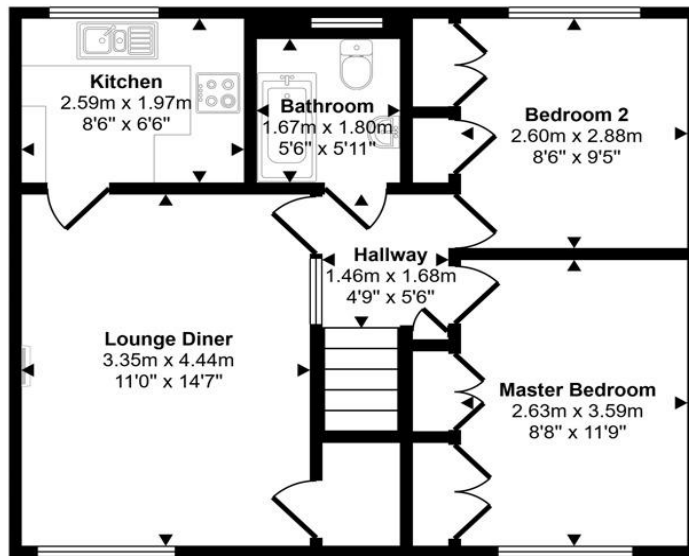 Kitchen
2.59m x 1.97m
8'6" x 6'6"
Bathroom
1.67m x 1.80m
5'6" x 5'11"
Bedroom 2
2.60m x 2.88m
8'6" x 9'5"
Hallway
1.46m x 1.68m
4'9" x 5'6"
Lounge Diner
3.35m x 4.44m
11'0" x 14'7"
Master Bedroom
2.63m x 3.59m
8'8" x 11'9"